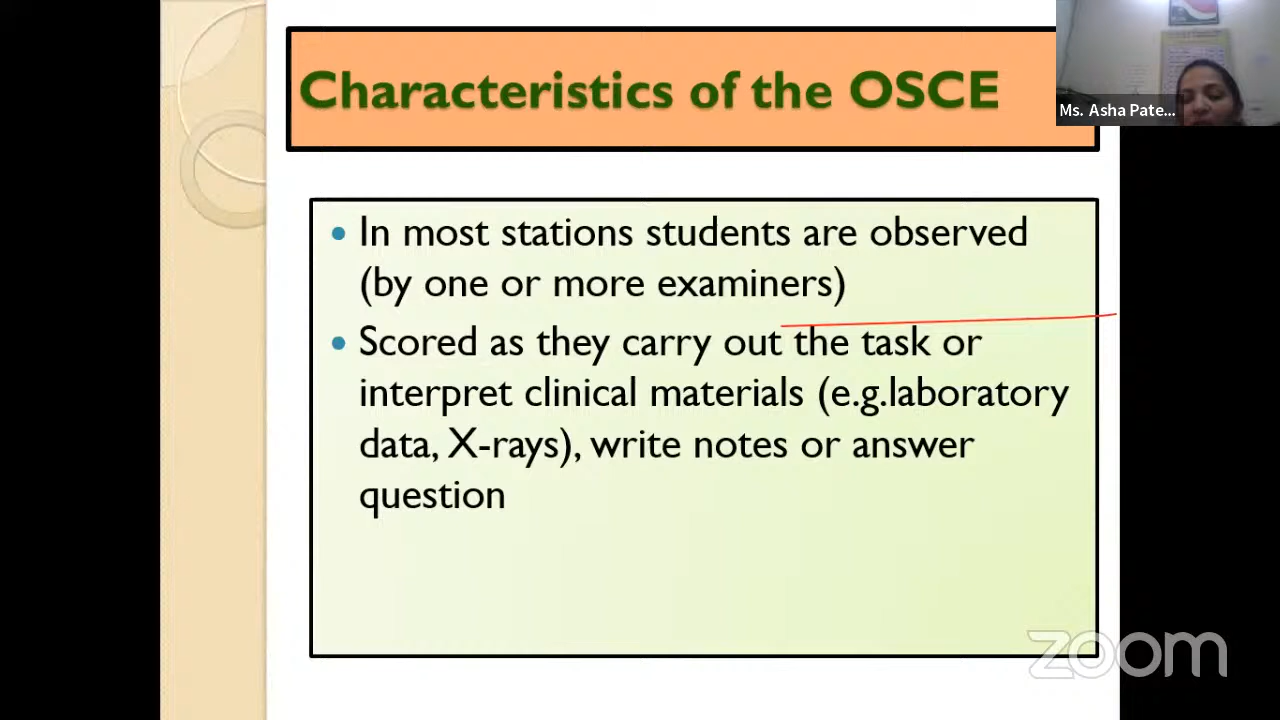 Characteristics of the OSCE
Ms. Asha Pate...
In most stations students are observed
(by one or more examiners)
Scored as they carry out the task or
interpret clinical materials (e.g.laboratory
data, X-rays), write notes or answer
question
zoom